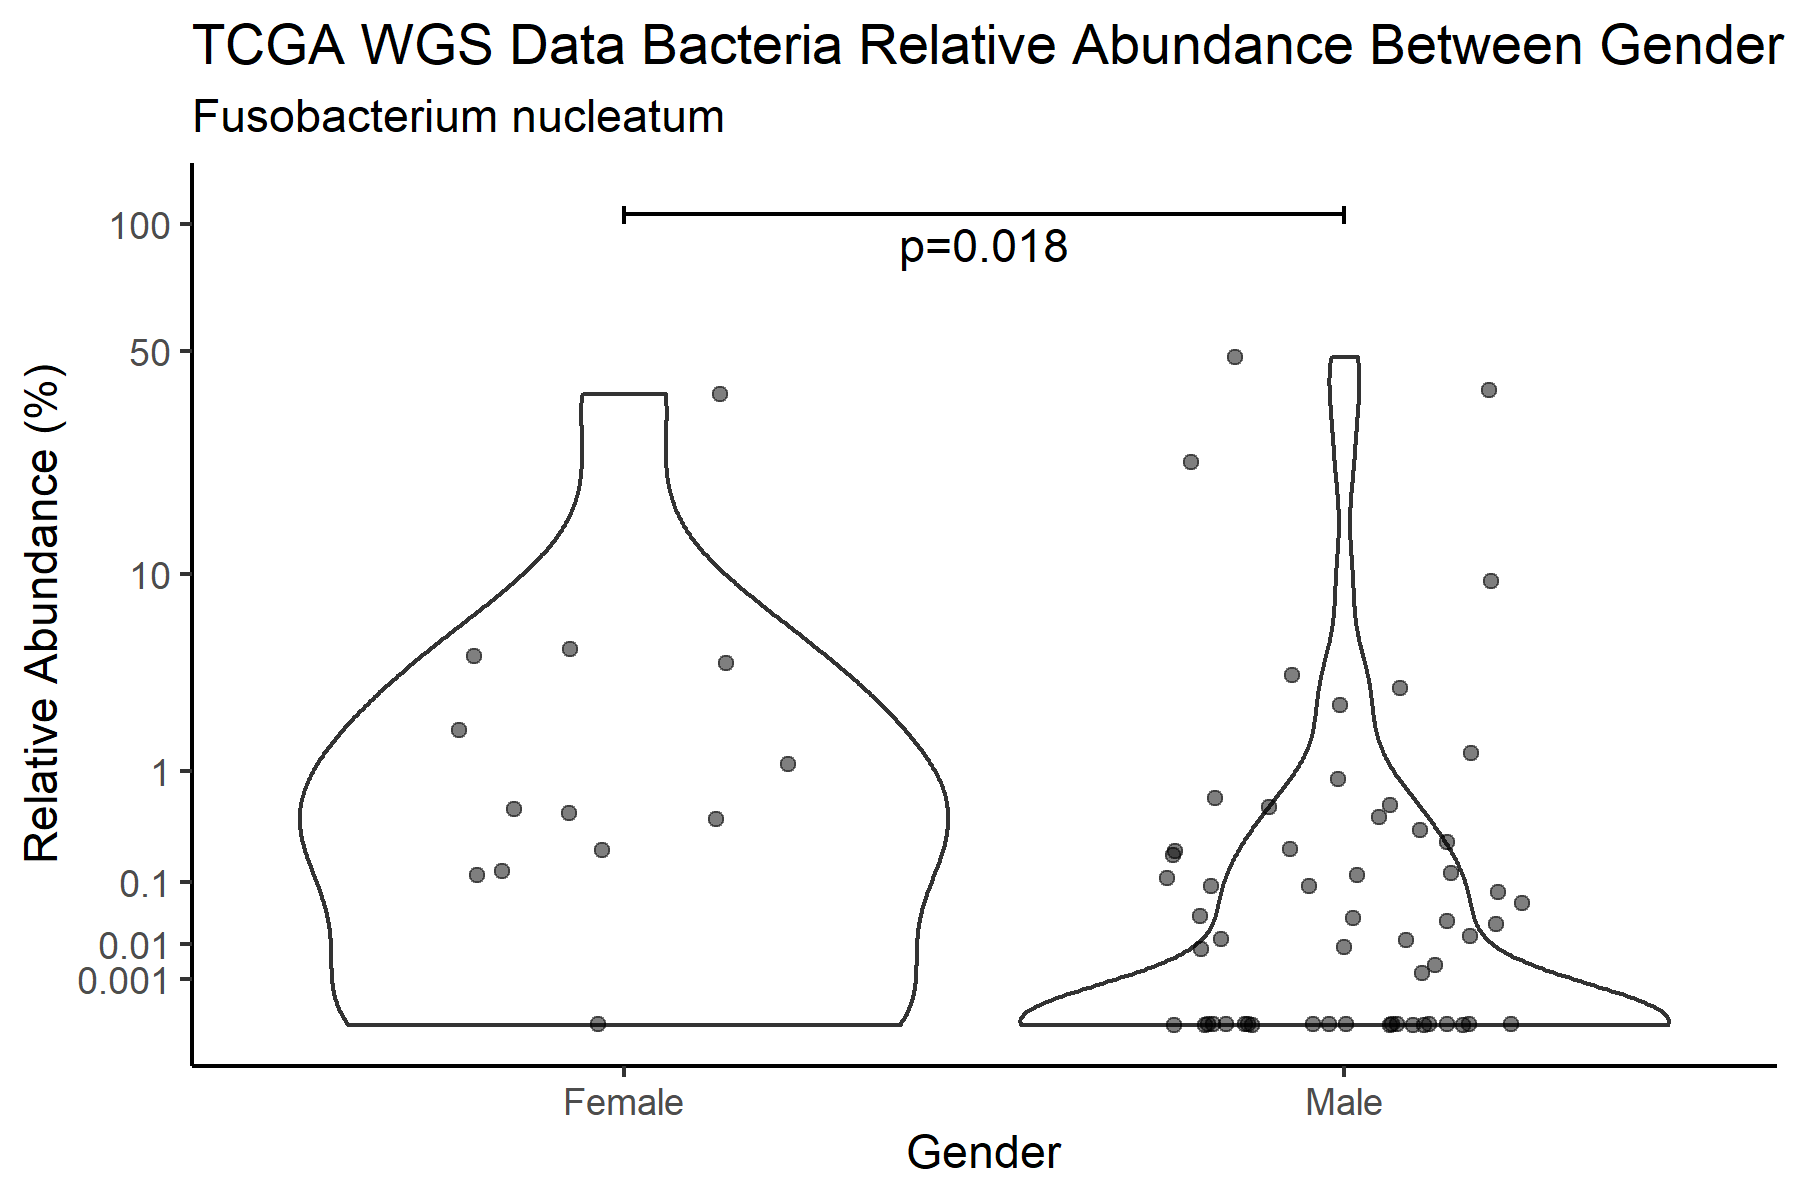 TCGA WGS Data Bacteria Relative Abundance Between Gender
Fusobacterium nucleatum
100
50
10
1
0.1
0.01
0.001
Relative Abundance (%)
p=0.018
Female
Male
Gender